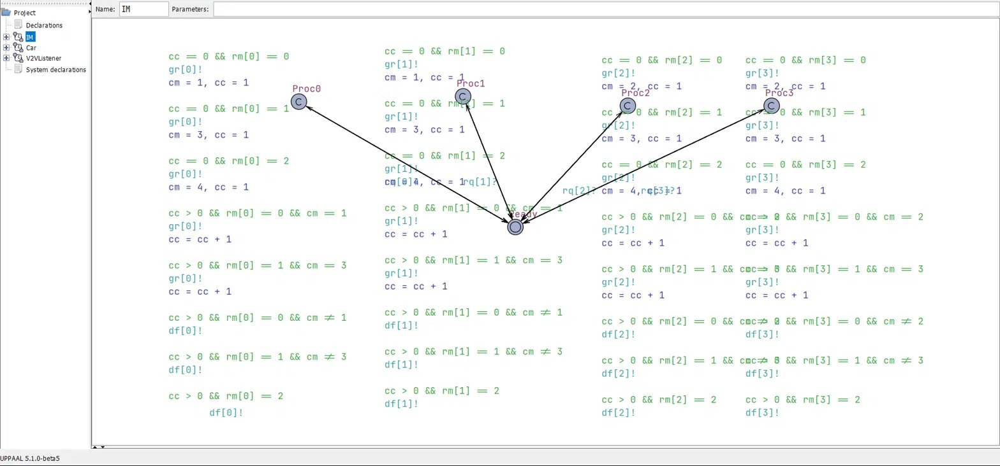 Name: IM Parameters:
Project
Declarations
IM
Car
V2VListener
System declarations
cc == 0 && rm[0] == 0
gr[0]!
cm = 1, cc = 1
Proc0
cc == 0 && rm[0] == 1
gr[0]!
cm = 3, cc = 1
cc == 0 && rm[0] == 2
gr[0]!
cm = 4, cc = 1
cc > 0 && rm[0] == 0 && cm == 1
gr[0]!
cc = cc + 1
cc > 0 && rm[0] == 1 && cm == 3
gr[0]!
cc = cc + 1
cc > 0 && rm[0] == 0 && cm ≠ 1
df[0]!
cc > 0 && rm[0] == 1 && cm ≠ 3
df[0]!
cc > 0 && rm[0] == 2
df[0]!
cc == 0 && rm[1] == 0
gr[1]!
cm = 1, cc = 1
Proc1
cc == 0 && rm[1] == 1
gr[1]!
cm = 3, cc = 1
cc == 0 && rm[1] == 2
gr[1]!
cm = 4, cc = 1
rq[0]?
rq[1]?
cc > 0 && rm[1] == 0 && cm == 1
gr[1]!
cc = cc + 1
Ready
cc > 0 && rm[1] == 1 && cm == 3
gr[1]!
cc = cc + 1
cc > 0 && rm[1] == 0 && cm ≠ 1
df[1]!
cc > 0 && rm[1] == 1 && cm ≠ 3
df[1]!
cc > 0 && rm[1] == 2
df[1]!
cc == 0 && rm[2] == 0
gr[2]!
cm = 2, cc = 1
Proc2
cc == 0 && rm[2] == 1
gr[2]!
cm = 3, cc = 1
cc == 0 && rm[2] == 2
gr[2]!
cm = 4, cc = 1
rq[2]?
rq[3]?
cc > 0 && rm[2] == 0 && cm == 2
gr[2]!
cc = cc + 1
cc > 0 && rm[2] == 1 && cm == 3
gr[2]!
cc = cc + 1
cc > 0 && rm[2] == 0 && cm ≠ 2
df[2]!
cc > 0 && rm[2] == 1 && cm ≠ 3
df[2]!
cc > 0 && rm[2] == 2
df[2]!
cc == 0 && rm[3] == 0
gr[3]!
cm = 2, cc = 1
Proc3
cc == 0 && rm[3] == 1
gr[3]!
cm = 3, cc = 1
cc == 0 && rm[3] == 2
gr[3]!
cm = 4, cc = 1
cc > 0 && rm[3] == 0 && cm == 2
gr[3]!
cc = cc + 1
cc > 0 && rm[3] == 1 && cm == 3
gr[3]!
cc = cc + 1
cc > 0 && rm[3] == 0 && cm ≠ 2
df[3]!
cc > 0 && rm[3] == 1 && cm ≠ 3
df[3]!
cc > 0 && rm[3] == 2
df[3]!
UPPAAL 5.1.0-beta5